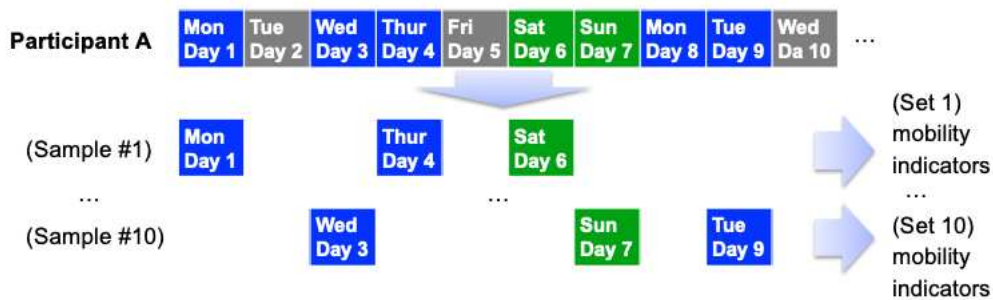 Participant A
Mon Day 1
Tue Day 2
Wed Day 3
Thur Day 4
Fri Day 5
Sat Day 6
Sun Day 7
Mon Day 8
Tue Day 9
Wed Da 10
...
(Sample #1)
Mon Day 1
Thur Day 4
Sat Day 6
(Set 1)
mobility
indicators
...
...
...
(Sample #10)
Wed Day 3
Sun Day 7
Tue Day 9
(Set 10)
mobility
indicators